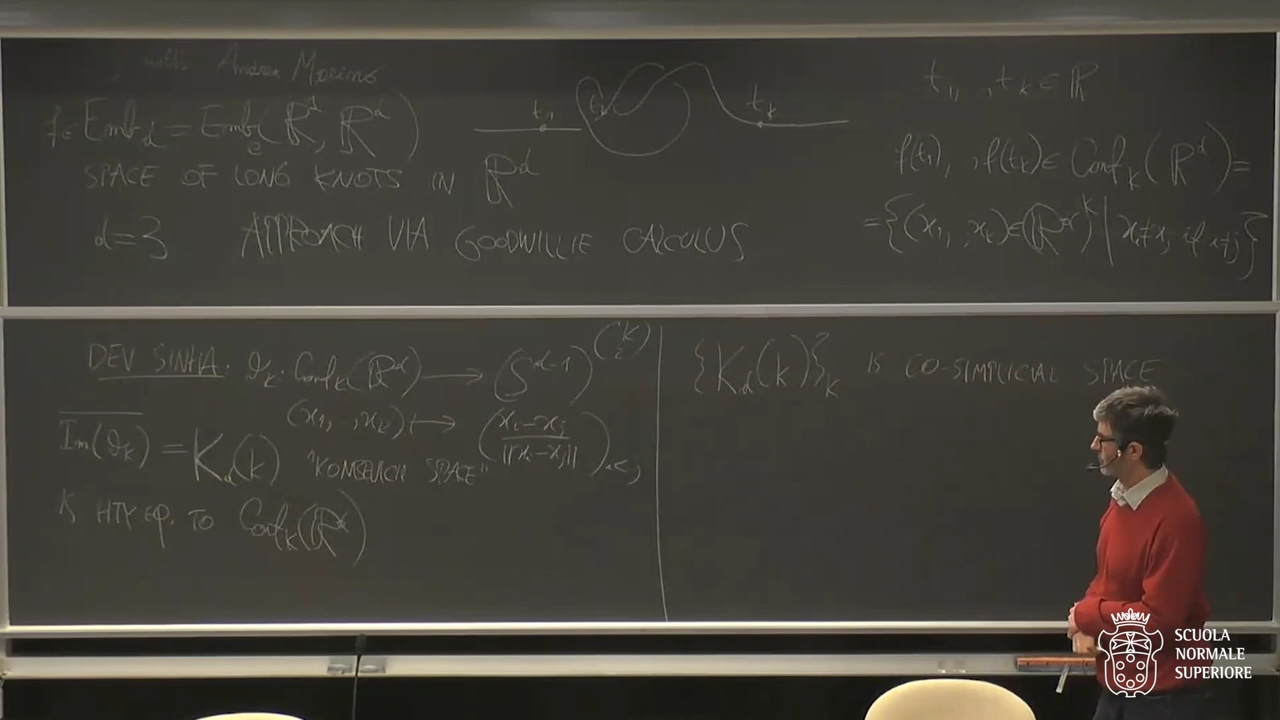 with Andrea Marino
f ∈ Emb_d = Emb_c(R^d, R^d)
SPACE OF LONG KNOTS IN R^d
d=3 APPROACH VIA GOODWILLIE CALCULUS
t_1 t_k
t_1, , t_k ∈ R
f(t_1), , f(t_k) ∈ Conf_k(R^d) =
= {(x_1, , x_k) ∈ (R^d)^k | x_i ≠ x_j if i ≠ j}
DEV SINHA: ϑ_k: Conf_k(R^d) ⟶ (S^{d-1})^{(k 2)}
(x_1, , x_k) ⟼ (x_i - x_j / ||x_i - x_j||)_{i<j}
Im(ϑ_k) = K_d(k) "KONSEVICH SPACE"
IS HTY EQ. TO Conf_k(R^d)
{K_d(k)}_k IS CO-SIMPLICIAL SPACE
SCUOLA
NORMALE
SUPERIORE